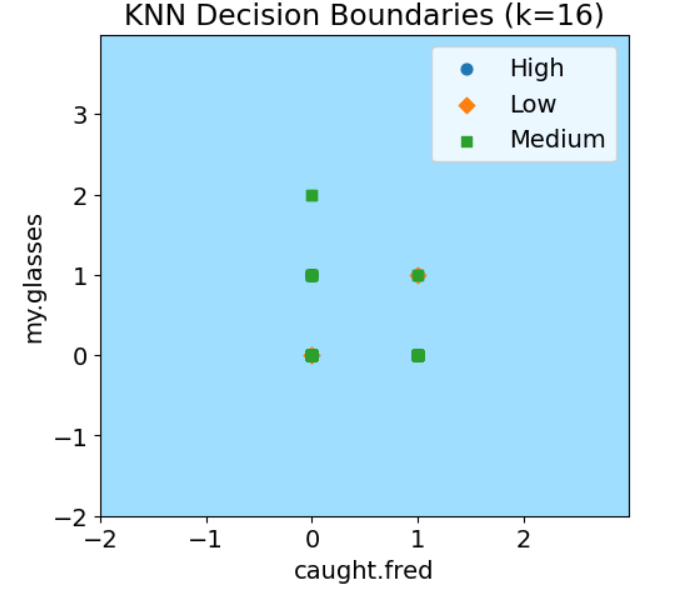 KNN Decision Boundaries (k=16)
High
Low
Medium
3
2
1
0
−1
−2
my.glasses
−2 −1 0 1 2
caught.fred